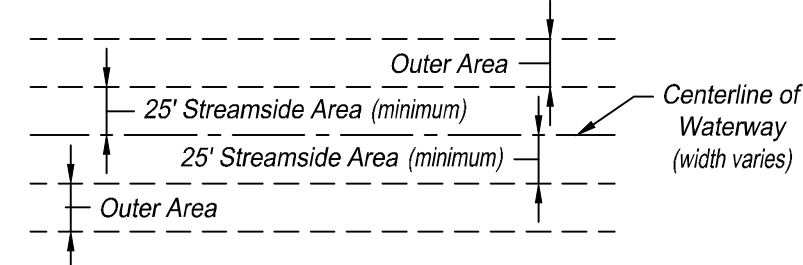 Outer Area
25' Streamside Area (minimum)
Centerline of
Waterway
(width varies)
25' Streamside Area (minimum)
Outer Area